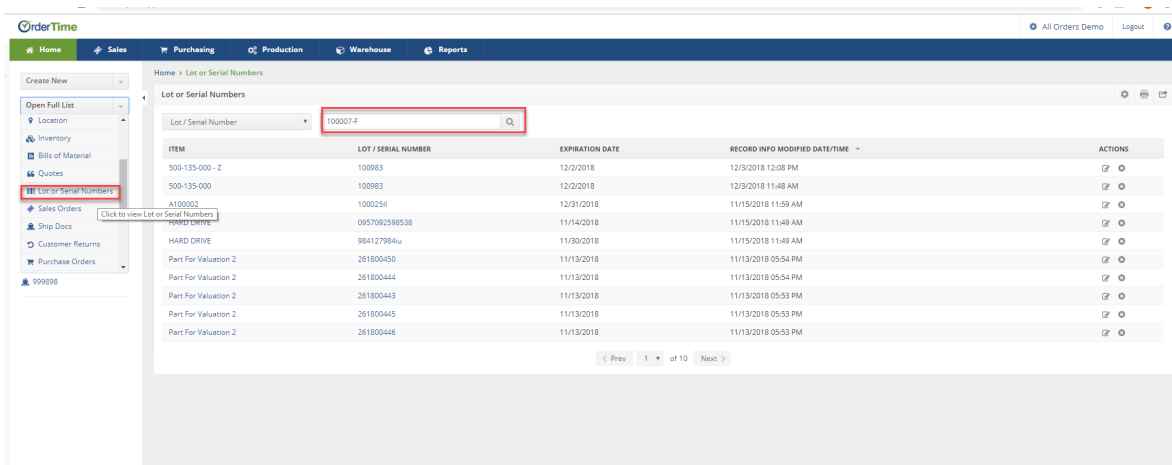 OrderTime
All Orders Demo Logout
Home Sales Purchasing Production Warehouse Reports
Create New
Open Full List
Location
Inventory
Bills of Material
Quotes
Lot or Serial Numbers
Sales Orders
Click to view Lot or Serial Numbers
Ship Docs
Customer Returns
Purchase Orders
999898
Home > Lot or Serial Numbers
Lot or Serial Numbers
Lot / Serial Number 100007-F
ITEM LOT / SERIAL NUMBER EXPIRATION DATE RECORD INFO MODIFIED DATE/TIME ACTIONS
500-135-000 - Z 100983 12/2/2018 12/3/2018 12:08 PM
500-135-000 100983 12/2/2018 12/3/2018 11:48 AM
A100002 100025II 12/31/2018 11/15/2018 11:59 AM
HARD DRIVE 0957092598538 11/14/2018 11/15/2018 11:49 AM
HARD DRIVE 984127984iu 11/30/2018 11/15/2018 11:49 AM
Part For Valuation 2 261800450 11/13/2018 11/13/2018 05:54 PM
Part For Valuation 2 261800444 11/13/2018 11/13/2018 05:54 PM
Part For Valuation 2 261800443 11/13/2018 11/13/2018 05:53 PM
Part For Valuation 2 261800445 11/13/2018 11/13/2018 05:53 PM
Part For Valuation 2 261800446 11/13/2018 11/13/2018 05:53 PM
< Prev 1 of 10 Next >